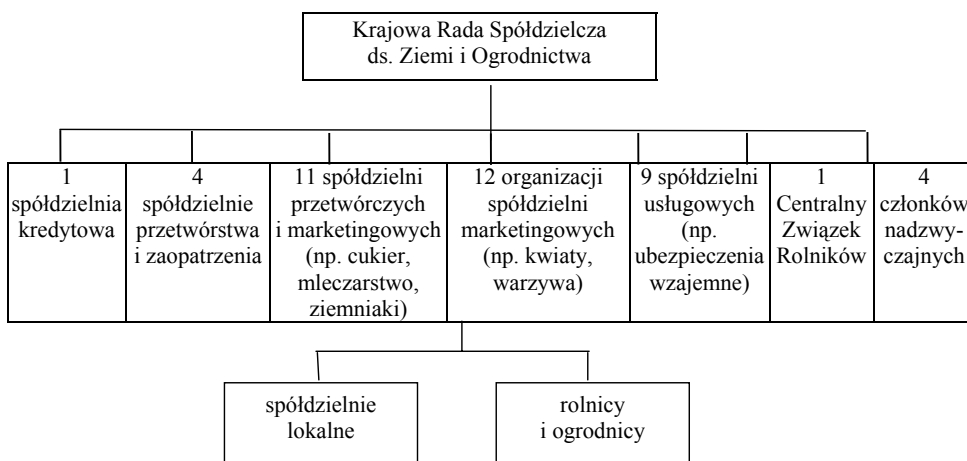 Krajowa Rada Spółdzielcza
ds. Ziemi i Ogrodnictwa
1
spółdzielnia
kredytowa
4
spółdzielnie
przetwórstwa
i zaopatrzenia
11 spółdzielni
przetwórczych
i marketingowych
(np. cukier,
mleczarstwo,
ziemniaki)
12 organizacji
spółdzielni
marketingowych
(np. kwiaty,
warzywa)
9 spółdzielni
usługowych
(np.
ubezpieczenia
wzajemne)
1
Centralny
Związek
Rolników
4
członków
nadzwy-
czajnych
spółdzielnie
lokalne
rolnicy
i ogrodnicy